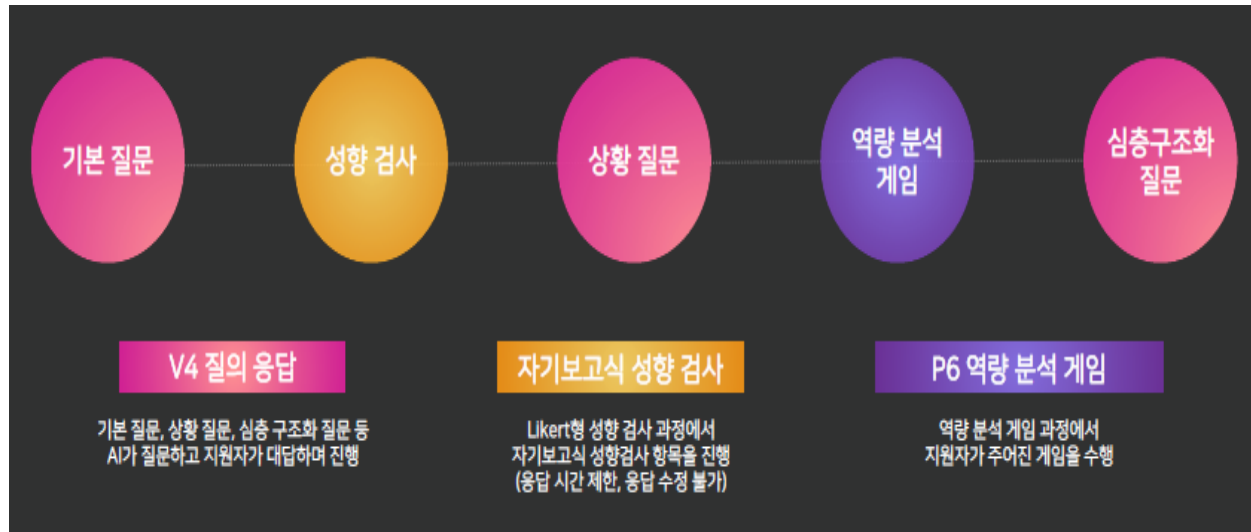 기본 질문
성향 검사
상황 질문
역량 분석
게임
심층구조화
질문
V4 질의 응답
기본 질문, 상황 질문, 심층 구조화 질문 등
AI가 질문하고 지원자가 대답하며 진행
자기보고식 성향 검사
Likert형 성향 검사 과정에서
자기보고식 성향검사 항목을 진행
(응답 시간 제한, 응답 수정 불가)
P6 역량 분석 게임
역량 분석 게임 과정에서
지원자가 주어진 게임을 수행